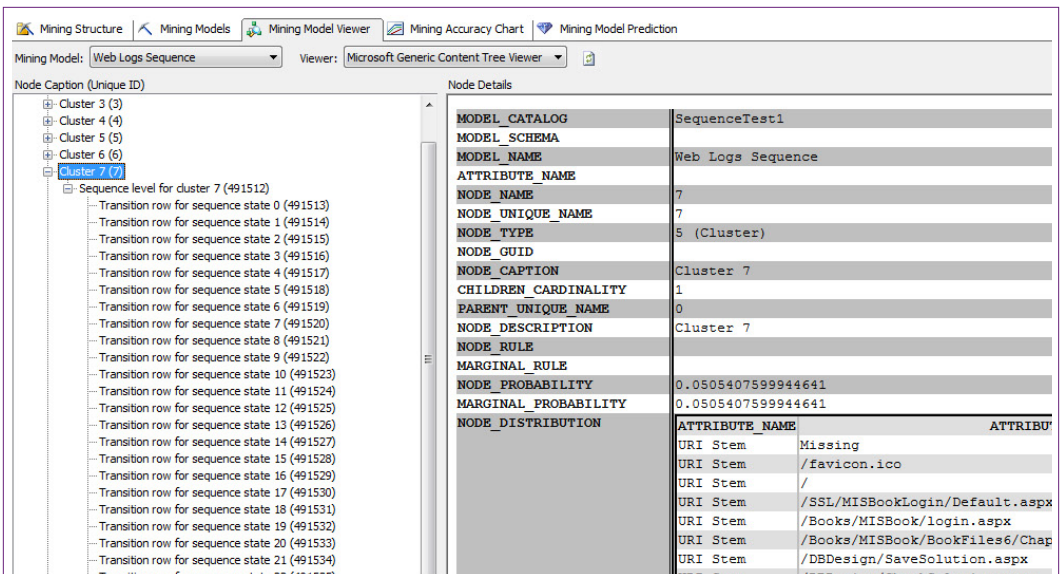 Mining Structure Mining Models Mining Model Viewer Mining Accuracy Chart Mining Model Prediction
Mining Model: Web Logs Sequence Viewer: Microsoft Generic Content Tree Viewer
Node Caption (Unique ID)
Cluster 3 (3)
Cluster 4 (4)
Cluster 5 (5)
Cluster 6 (6)
Cluster 7 (7)
Sequence level for cluster 7 (491512)
Transition row for sequence state 0 (491513)
Transition row for sequence state 1 (491514)
Transition row for sequence state 2 (491515)
Transition row for sequence state 3 (491516)
Transition row for sequence state 4 (491517)
Transition row for sequence state 5 (491518)
Transition row for sequence state 6 (491519)
Transition row for sequence state 7 (491520)
Transition row for sequence state 8 (491521)
Transition row for sequence state 9 (491522)
Transition row for sequence state 10 (491523)
Transition row for sequence state 11 (491524)
Transition row for sequence state 12 (491525)
Transition row for sequence state 13 (491526)
Transition row for sequence state 14 (491527)
Transition row for sequence state 15 (491528)
Transition row for sequence state 16 (491529)
Transition row for sequence state 17 (491530)
Transition row for sequence state 18 (491531)
Transition row for sequence state 19 (491532)
Transition row for sequence state 20 (491533)
Transition row for sequence state 21 (491534)
Node Details
MODEL_CATALOG SequenceTest1
MODEL_SCHEMA
MODEL_NAME Web Logs Sequence
ATTRIBUTE_NAME
NODE_NAME 7
NODE_UNIQUE_NAME 7
NODE_TYPE 5 (Cluster)
NODE_GUID
NODE_CAPTION Cluster 7
CHILDREN_CARDINALITY 1
PARENT_UNIQUE_NAME 0
NODE_DESCRIPTION Cluster 7
NODE_RULE
MARGINAL_RULE
NODE_PROBABILITY 0.0505407599944641
MARGINAL_PROBABILITY 0.0505407599944641
NODE_DISTRIBUTION ATTRIBUTE_NAME ATTRIBU
URI Stem Missing
URI Stem /favicon.ico
URI Stem /
URI Stem /SSL/MISBookLogin/Default.aspx
URI Stem /Books/MISBook/login.aspx
URI Stem /Books/MISBook/BookFiles6/Chap
URI Stem /DBDesign/SaveSolution.aspx